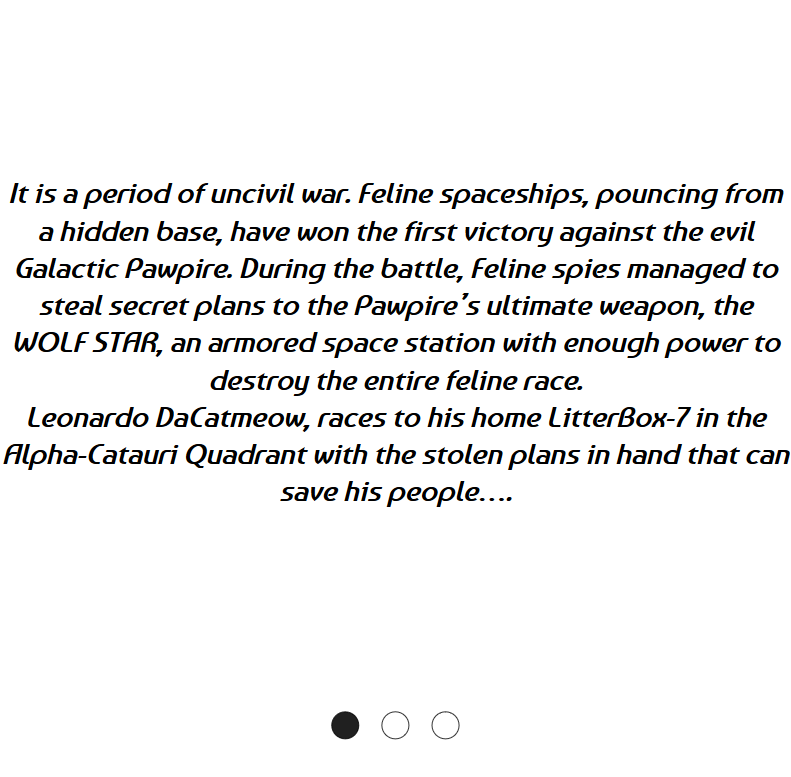 It is a period of uncivil war. Feline spaceships, pouncing from
a hidden base, have won the first victory against the evil
Galactic Pawpire. During the battle, Feline spies managed to
steal secret plans to the Pawpire’s ultimate weapon, the
WOLF STAR, an armored space station with enough power to
destroy the entire feline race.
Leonardo DaCatmeow, races to his home LitterBox-7 in the
Alpha-Catauri Quadrant with the stolen plans in hand that can
save his people….